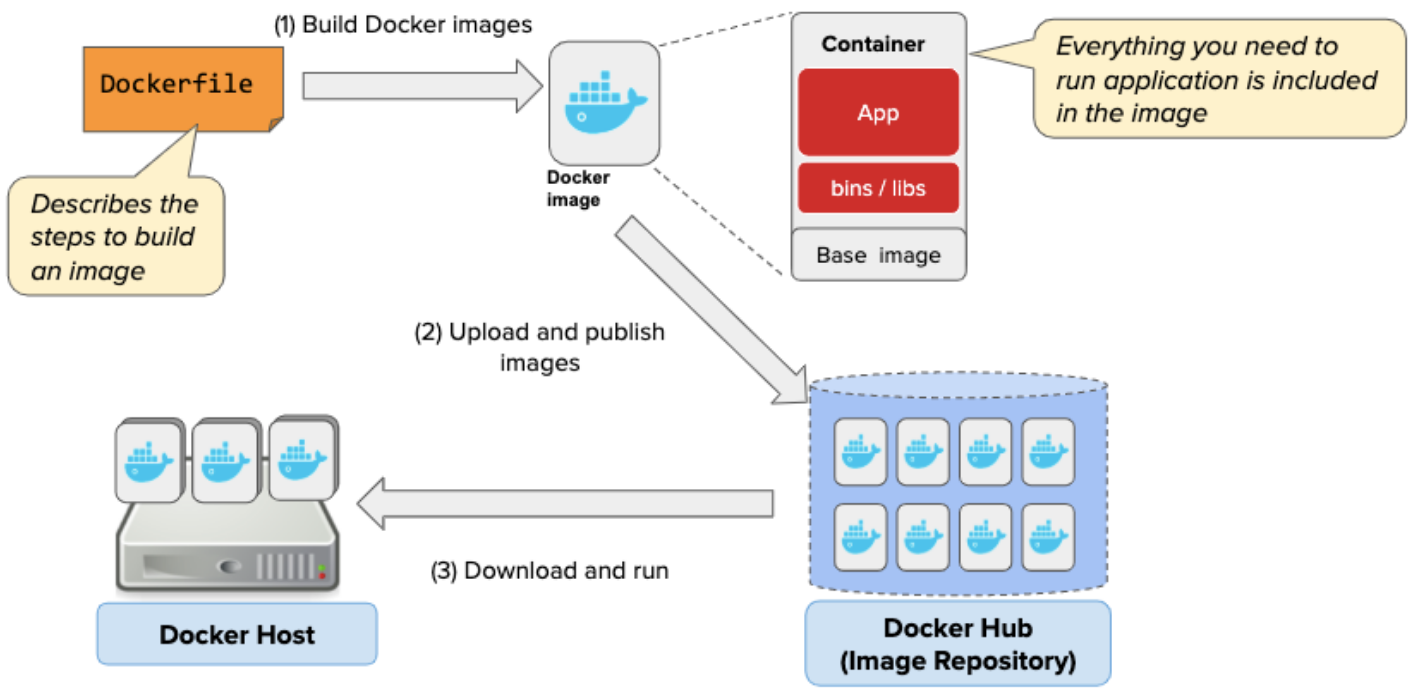 (1) Build Docker images
Dockerfile
Describes the
steps to build
an image
Docker
image
Container
App
bins / libs
Base image
Everything you need to
run application is included
in the image
(2) Upload and publish
images
(3) Download and run
Docker Host
Docker Hub
(Image Repository)